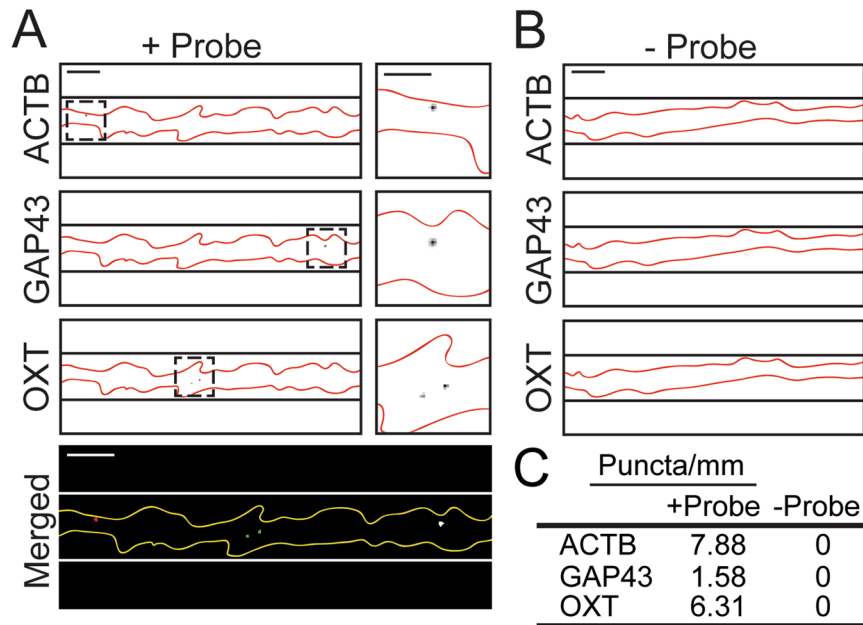 A
+ Probe
ACTB
GAP43
OXT
Merged
B
- Probe
ACTB
GAP43
OXT
C
Puncta/mm
+Probe -Probe
ACTB 7.88 0
GAP43 1.58 0
OXT 6.31 0